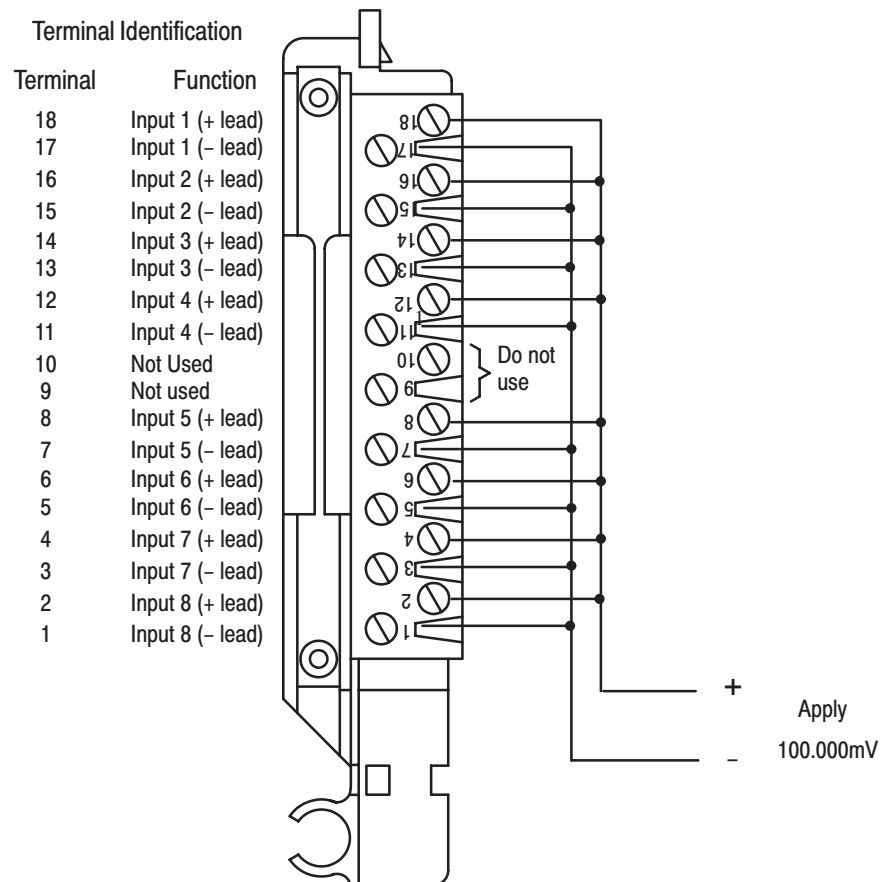 Terminal Identification
Terminal Function
18 Input 1 (+ lead)
17 Input 1 (– lead)
16 Input 2 (+ lead)
15 Input 2 (– lead)
14 Input 3 (+ lead)
13 Input 3 (– lead)
12 Input 4 (+ lead)
11 Input 4 (– lead)
10 Not Used
9 Not used
8 Input 5 (+ lead)
7 Input 5 (– lead)
6 Input 6 (+ lead)
5 Input 6 (– lead)
4 Input 7 (+ lead)
3 Input 7 (– lead)
2 Input 8 (+ lead)
1 Input 8 (– lead)
18
17
16
15
14
13
12
11
10
9
8
7
6
5
4
3
2
1
Do not
use
+
Apply
100.000mV
–